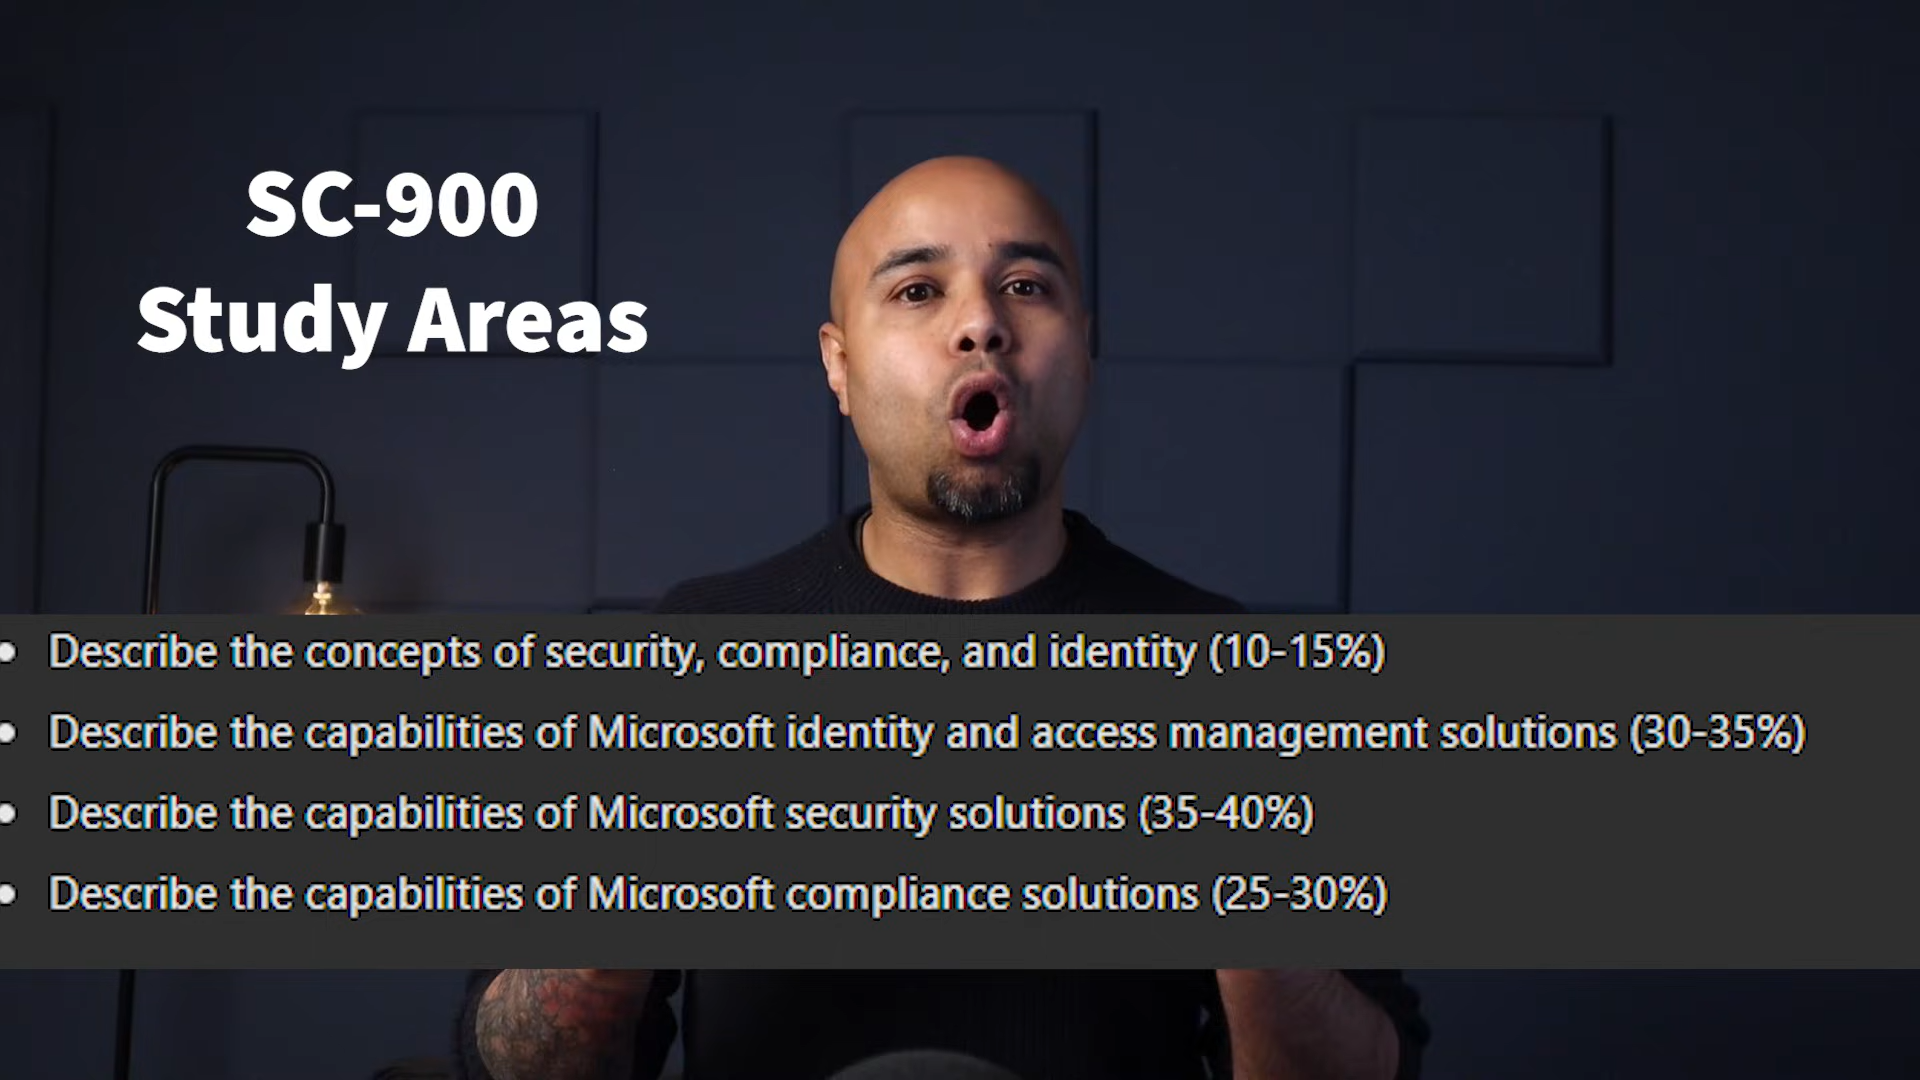 SC-900
Study Areas
• Describe the concepts of security, compliance, and identity (10-15%)
• Describe the capabilities of Microsoft identity and access management solutions (30-35%)
• Describe the capabilities of Microsoft security solutions (35-40%)
• Describe the capabilities of Microsoft compliance solutions (25-30%)